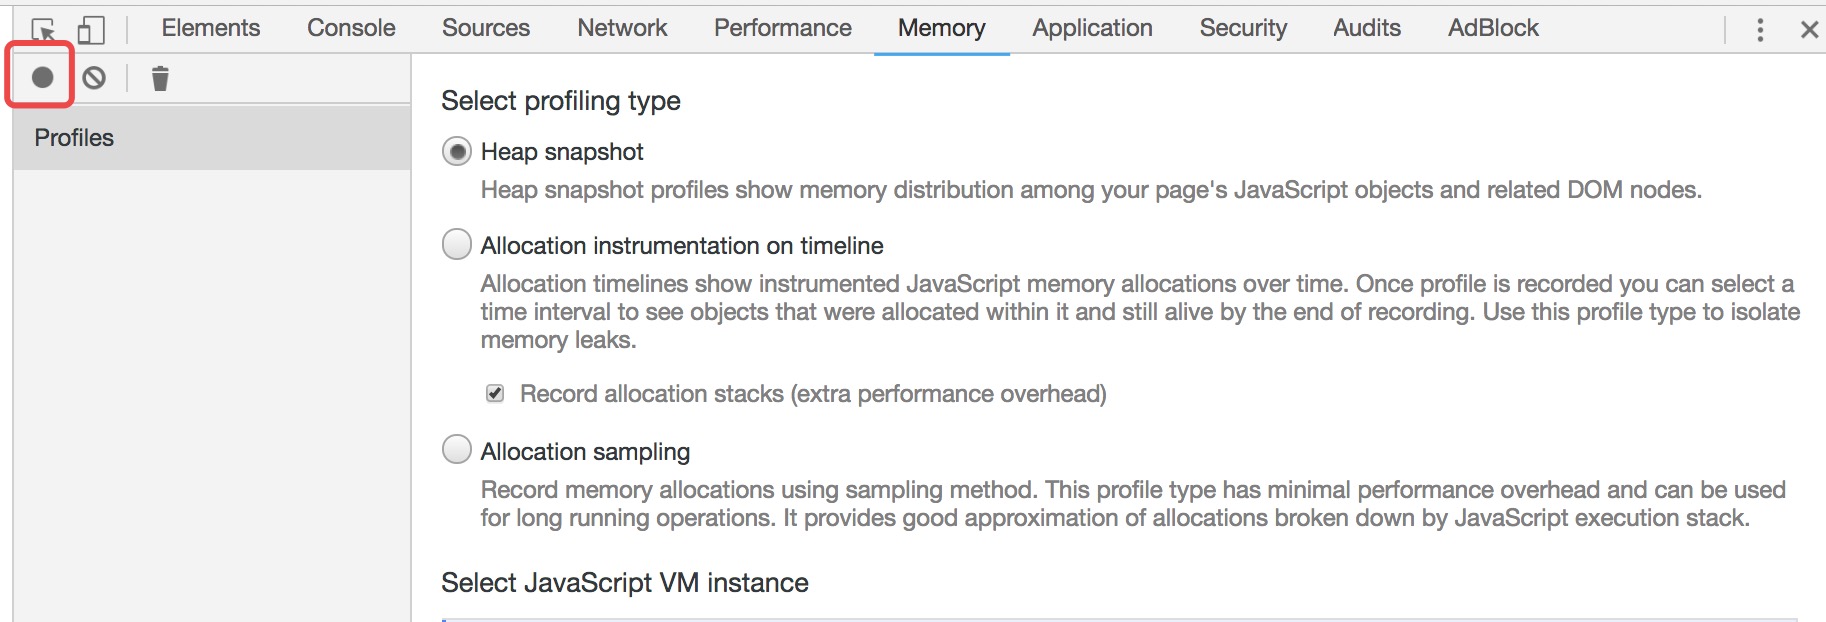 Elements Console Sources Network Performance Memory Application Security Audits AdBlock
Profiles
Select profiling type
Heap snapshot
Heap snapshot profiles show memory distribution among your page's JavaScript objects and related DOM nodes.
Allocation instrumentation on timeline
Allocation timelines show instrumented JavaScript memory allocations over time. Once profile is recorded you can select a
time interval to see objects that were allocated within it and still alive by the end of recording. Use this profile type to isolate
memory leaks.
Record allocation stacks (extra performance overhead)
Allocation sampling
Record memory allocations using sampling method. This profile type has minimal performance overhead and can be used
for long running operations. It provides good approximation of allocations broken down by JavaScript execution stack.
Select JavaScript VM instance